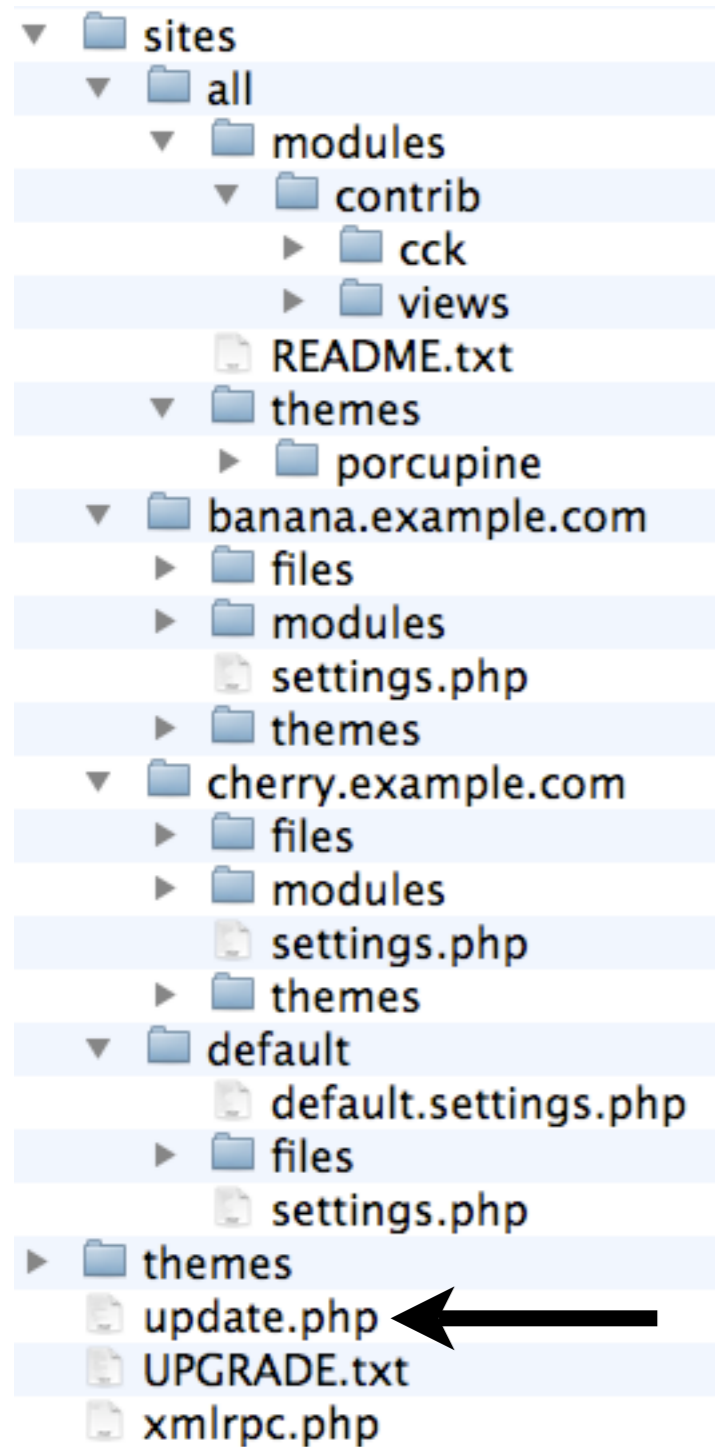 sites
all
modules
contrib
cck
views
README.txt
themes
porcupine
banana.example.com
files
modules
settings.php
themes
cherry.example.com
files
modules
settings.php
themes
default
default.settings.php
files
settings.php
themes
update.php
UPGRADE.txt
xmlrpc.php